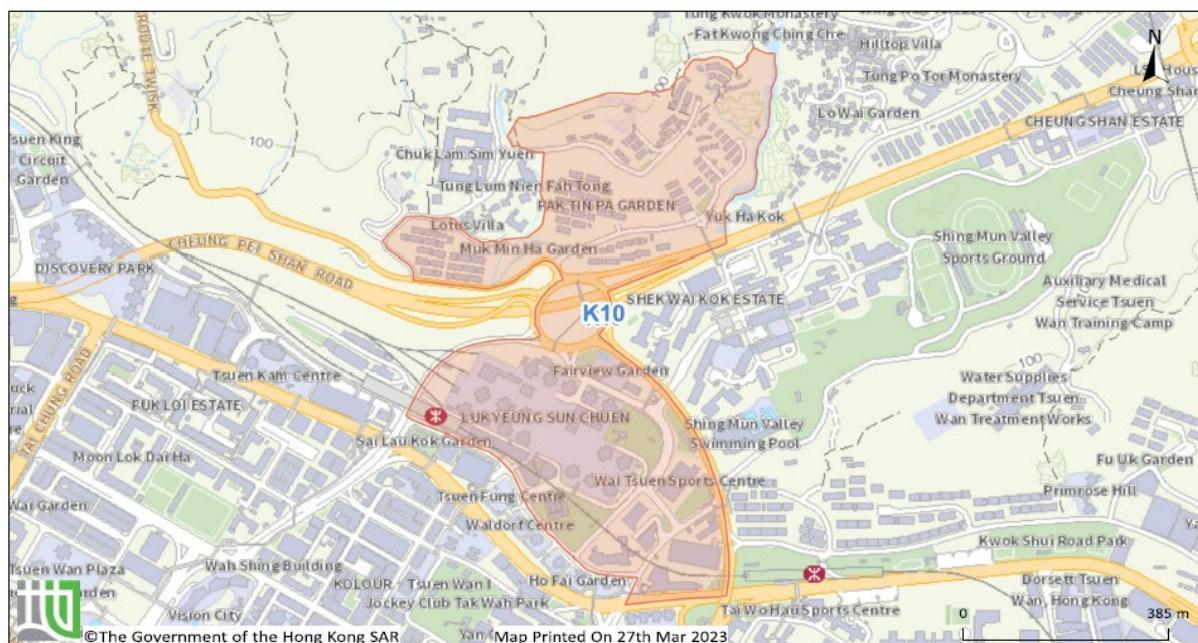 Tung Kwok Monastery
Fat Kwong Ching Che
Hilltop Villa
N
ROUTE TWISK
Tung Po Tor Monastery
Cheung Shan
CHEUNG SHAN ESTATE
Lo Wai Garden
100
Tsuen King
Circuit
Garden
Chuk Lam Sim Yuen
Tung Lum Nien Fah Tong
PAK TIN PA GARDEN
Yuk Ha Kok
Lotus Villa
Muk Min Ha Garden
Shing Mun Valley
Sports Ground
CHEUNG PEI SHAN ROAD
DISCOVERY PARK
Auxiliary Medical
Service Tsuen
Wan Training Camp
SHEK WAI KOK ESTATE
K10
100
Fairview Garden
Tsuen Kam Centre
TAI CHUNG ROAD
FUK LOI ESTATE
LUK YEUNG SUN CHUEN
Water Supplies
Department Tsuen
Wan Treatment Works
Shing Mun Valley
Swimming Pool
Sai Lau Kok Garden
Moon Lok Dai Ha
Fu Uk Garden
Wai Tsuen Sports Centre
Primrose Hill
Tsuen Fung Centre
Wai Garden
Waldorf Centre
Kwok Shui Road Park
Tsuen Wan Plaza
Wah Shing Building
Ho Fai Garden
KOLOUR - Tsuen Wan I
Dorsett Tsuen
Wan, Hong Kong
Jockey Club Tak Wah Park
Vision City
Tai Wo Hau Sports Centre
0 385 m
©The Government of the Hong Kong SAR
Map Printed On 27th Mar 2023